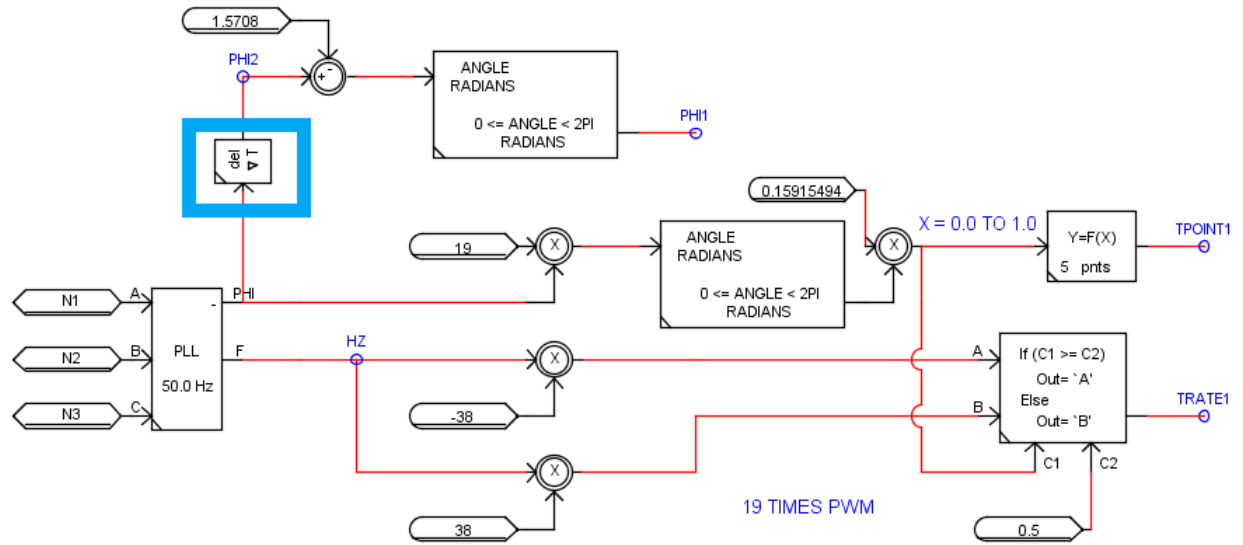 1.5708
PHI2
ANGLE
RADIANS
0 <= ANGLE < 2PI
RADIANS
PHI1
del
∇ T
+ -
0.15915494
X = 0.0 TO 1.0
Y=F(X)
5 pnts
TPOINT1
19
X
ANGLE
RADIANS
0 <= ANGLE < 2PI
RADIANS
X
N1
A
PHI
-
N2
B
PLL
50.0 Hz
F
HZ
N3
C
X
-38
A
If (C1 >= C2)
Out= `A'
Else
Out= `B'
B
TRATE1
C1
C2
X
38
19 TIMES PWM
0.5